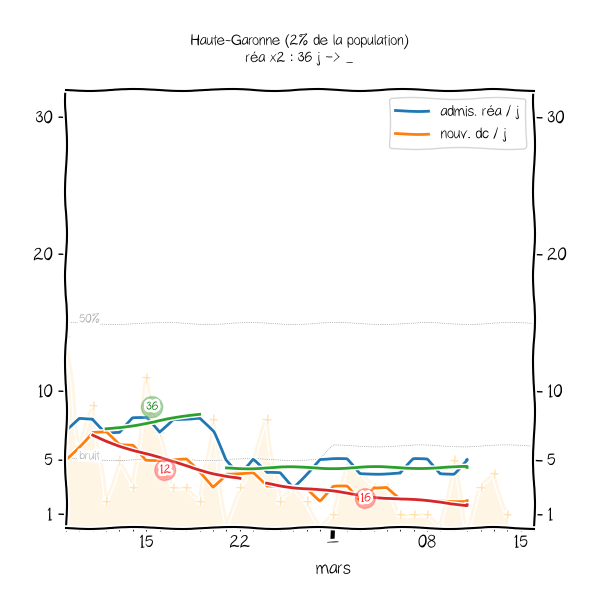 Haute-Garonne (2% de la population)
réa x2 : 36 j -> _
admis. réa / j
nouv. dc / j
30 30
20 20
50%
10 10
36
bruit
5 5
12
16
1 1
15 22 1 08 15
mars